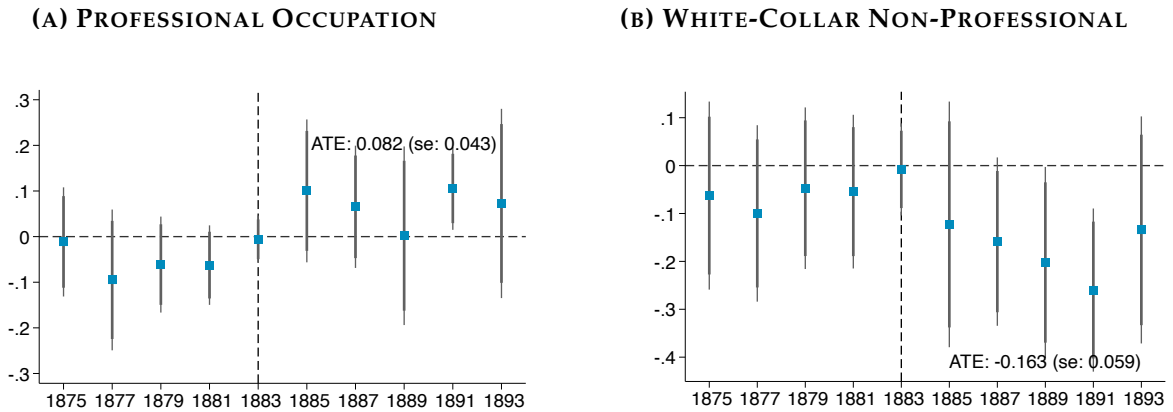 (A) PROFESSIONAL OCCUPATION
.3
.2
.1
0
-.1
-.2
-.3
ATE: 0.082 (se: 0.043)
1875 1877 1879 1881 1883 1885 1887 1889 1891 1893
(B) WHITE-COLLAR NON-PROFESSIONAL
.1
0
-.1
-.2
-.3
-.4
ATE: -0.163 (se: 0.059)
1875 1877 1879 1881 1883 1885 1887 1889 1891 1893